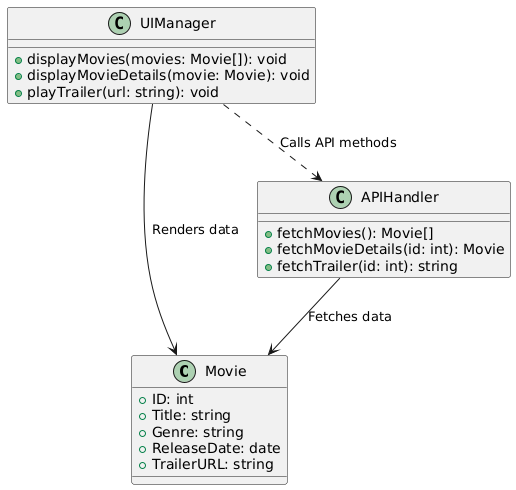 C UIManager
displayMovies(movies: Movie[]): void
displayMovieDetails(movie: Movie): void
playTrailer(url: string): void
Calls API methods
C APIHandler
fetchMovies(): Movie[]
fetchMovieDetails(id: int): Movie
fetchTrailer(id: int): string
Renders data
Fetches data
C Movie
ID: int
Title: string
Genre: string
ReleaseDate: date
TrailerURL: string